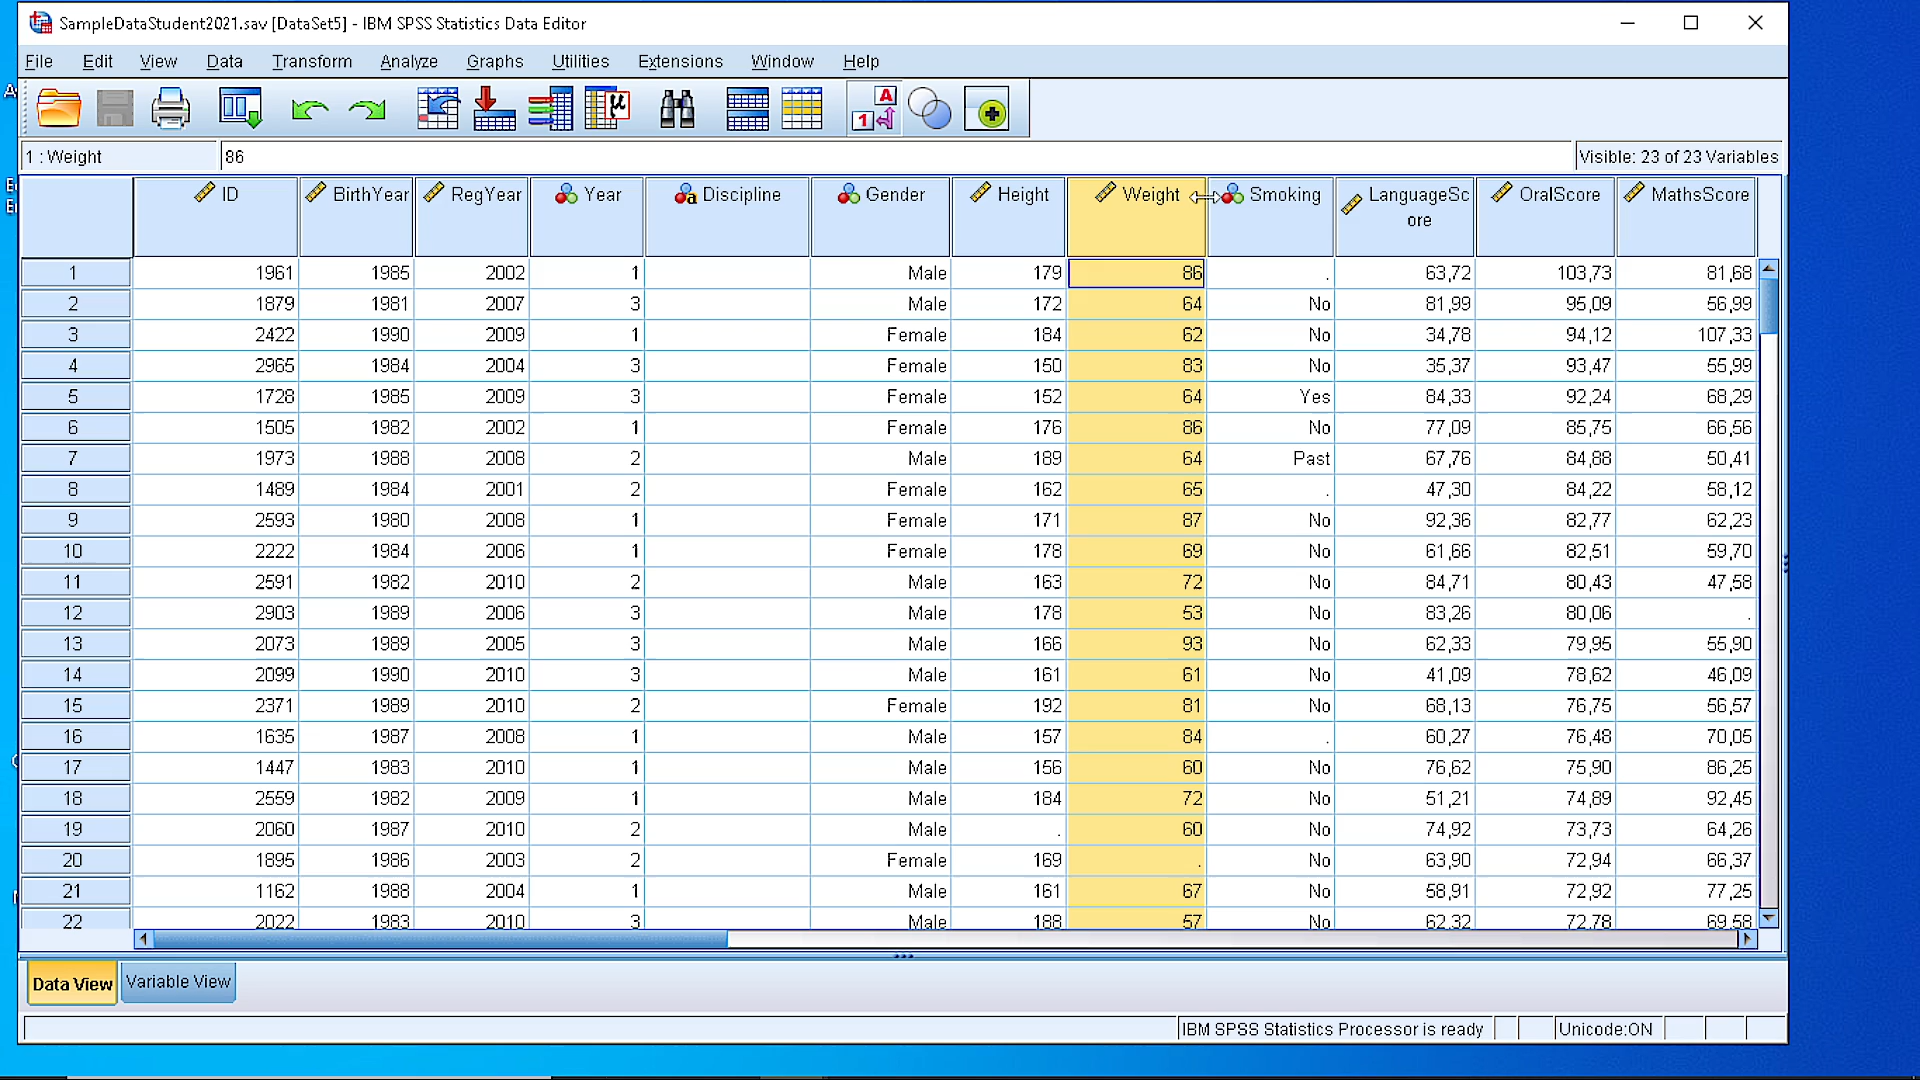 SampleDataStudent2021.sav [DataSet5] - IBM SPSS Statistics Data Editor
File Edit View Data Transform Analyze Graphs Utilities Extensions Window Help
1 : Weight 86 Visible: 23 of 23 Variables
ID BirthYear RegYear Year Discipline Gender Height Weight Smoking LanguageSc OralScore MathsScore
ore
1 1961 1985 2002 1 Male 179 86 . 63,72 103,73 81,68
2 1879 1981 2007 3 Male 172 64 No 81,99 95,09 56,99
3 2422 1990 2009 1 Female 184 62 No 34,78 94,12 107,33
4 2965 1984 2004 3 Female 150 83 No 35,37 93,47 55,99
5 1728 1985 2009 3 Female 152 64 Yes 84,33 92,24 68,29
6 1505 1982 2002 1 Female 176 86 No 77,09 85,75 66,56
7 1973 1988 2008 2 Male 189 64 Past 67,76 84,88 50,41
8 1489 1984 2001 2 Female 162 65 . 47,30 84,22 58,12
9 2593 1980 2008 1 Female 171 87 No 92,36 82,77 62,23
10 2222 1984 2006 1 Female 178 69 No 61,66 82,51 59,70
11 2591 1982 2010 2 Male 163 72 No 84,71 80,43 47,58
12 2903 1989 2006 3 Male 178 53 No 83,26 80,06 .
13 2073 1989 2005 3 Male 166 93 No 62,33 79,95 55,90
14 2099 1990 2010 3 Male 161 61 No 41,09 78,62 46,09
15 2371 1989 2010 2 Female 192 81 No 68,13 76,75 56,57
16 1635 1987 2008 1 Male 157 84 . 60,27 76,48 70,05
17 1447 1983 2010 1 Male 156 60 No 76,62 75,90 86,25
18 2559 1982 2009 1 Male 184 72 No 51,21 74,89 92,45
19 2060 1987 2010 2 Male . 60 No 74,92 73,73 64,26
20 1895 1986 2003 2 Female 169 . No 63,90 72,94 66,37
21 1162 1988 2004 1 Male 161 67 No 58,91 72,92 77,25
22 2022 1983 2010 3 Male 188 57 No 62,32 72,78 69,58
Data View Variable View
IBM SPSS Statistics Processor is ready Unicode:ON